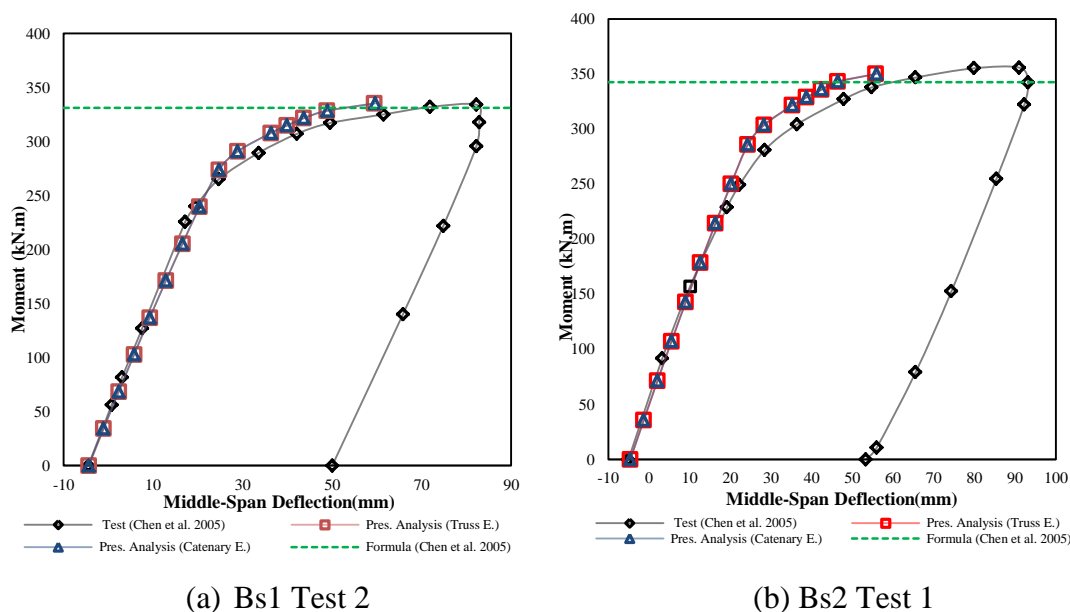 400
350
300
250
200
150
100
50
0
Moment (kN.m)
-10 10 30 50 70 90
Middle-Span Deflection(mm)
Test (Chen et al. 2005)
Pres. Analysis (Truss E.)
Pres. Analysis (Catenary E.)
Formula (Chen et al. 2005)
(a) Bs1 Test 2
400
350
300
250
200
150
100
50
0
Moment (kN.m)
-10 0 10 20 30 40 50 60 70 80 90 100
Middle-Span Deflection(mm)
Test (Chen et al. 2005)
Pres. Analysis (Truss E.)
Pres. Analysis (Catenary E.)
Formula (Chen et al. 2005)
(b) Bs2 Test 1